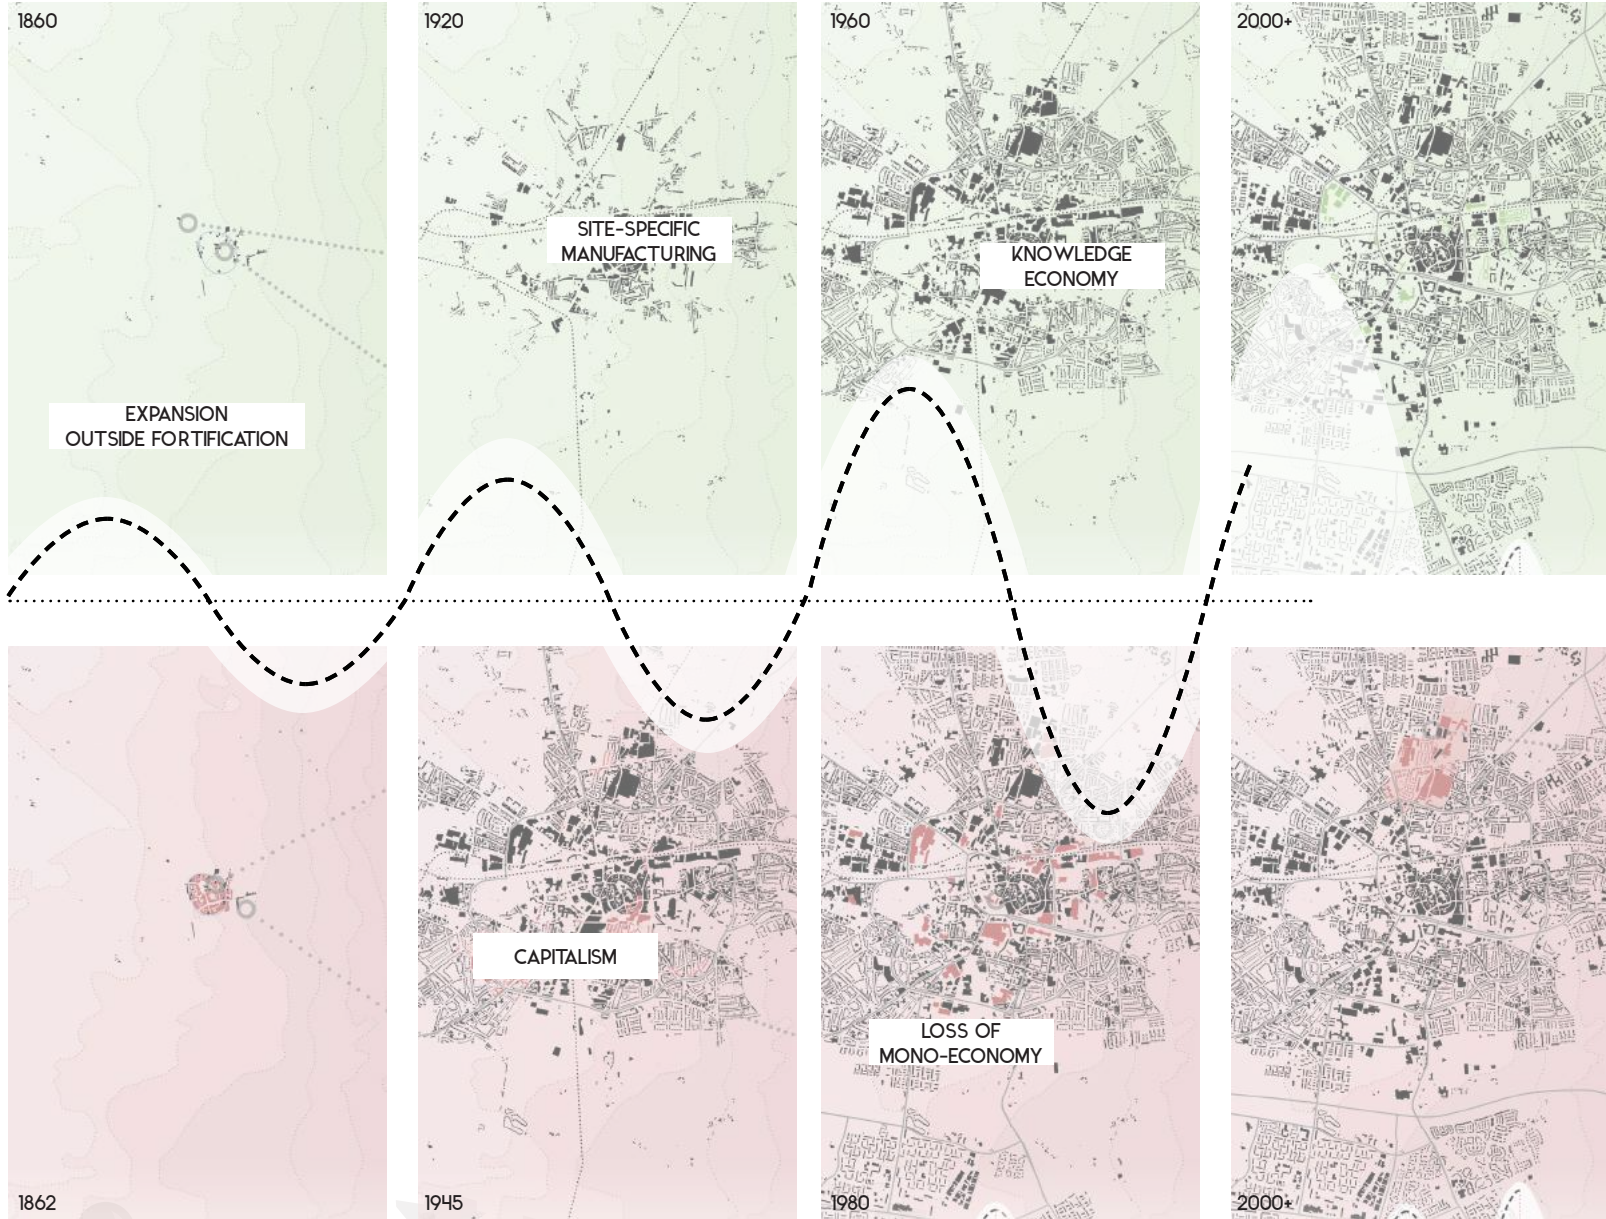 1860
1920
1960
2000+
SITE-SPECIFIC
MANUFACTURING
KNOWLEDGE
ECONOMY
EXPANSION
OUTSIDE FORTIFICATION
CAPITALISM
LOSS OF
MONO-ECONOMY
1862
1945
1980
2000+